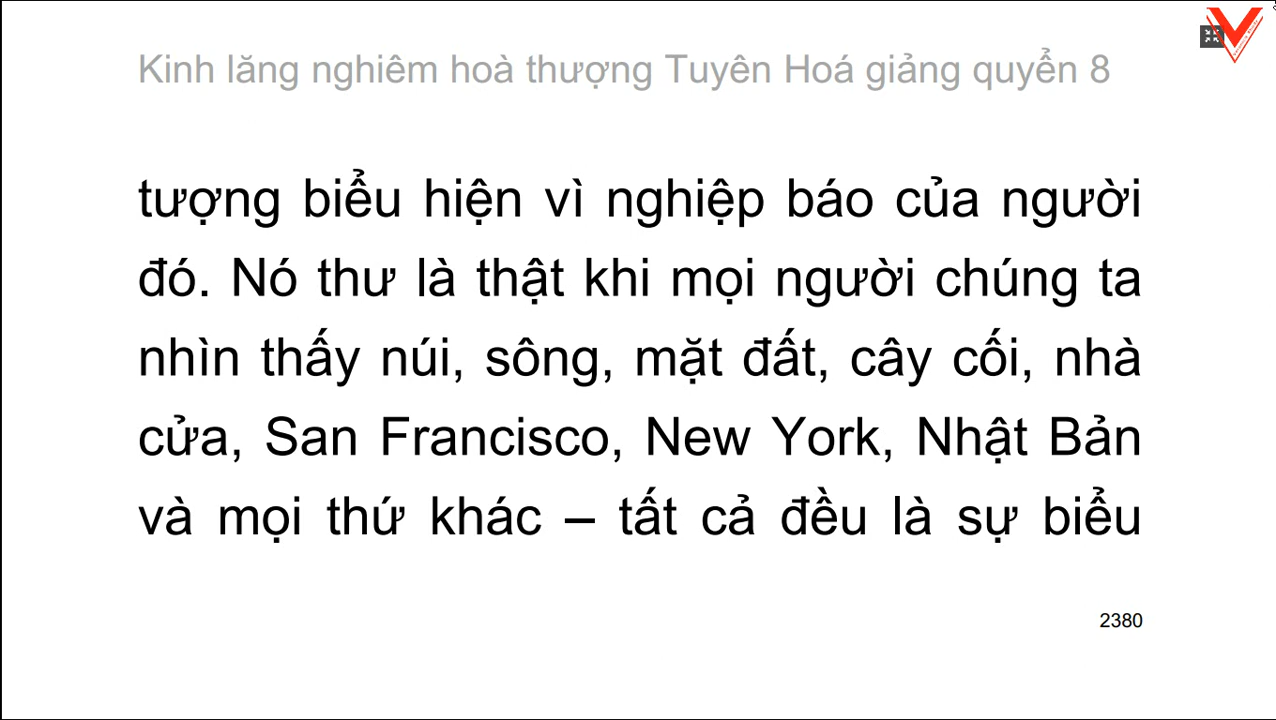 Kinh lăng nghiêm hoà thượng Tuyên Hoá giảng quyển 8
tượng biểu hiện vì nghiệp báo của người
đó. Nó thư là thật khi mọi người chúng ta
nhìn thấy núi, sông, mặt đất, cây cối, nhà
cửa, San Francisco, New York, Nhật Bản
và mọi thứ khác – tất cả đều là sự biểu
2380